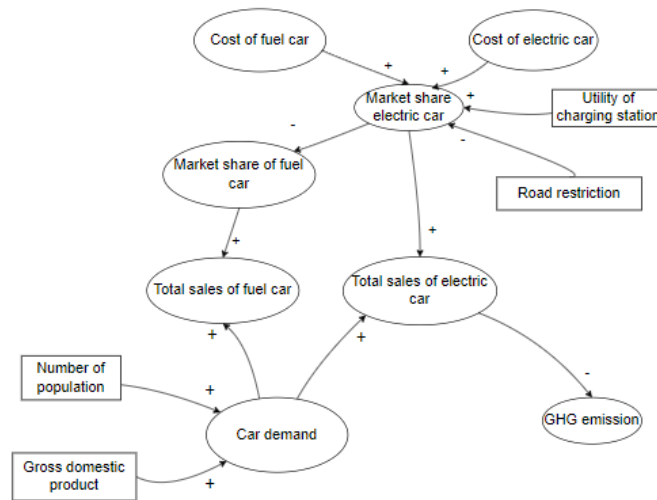 Cost of fuel car
Cost of electric car
+
+
+
Market share
electric car
Utility of
charging station
-
-
Market share of fuel
car
Road restriction
+
+
Total sales of fuel car
Total sales of electric
car
+
+
Number of
population
+
-
Car demand
GHG emission
Gross domestic
product
+